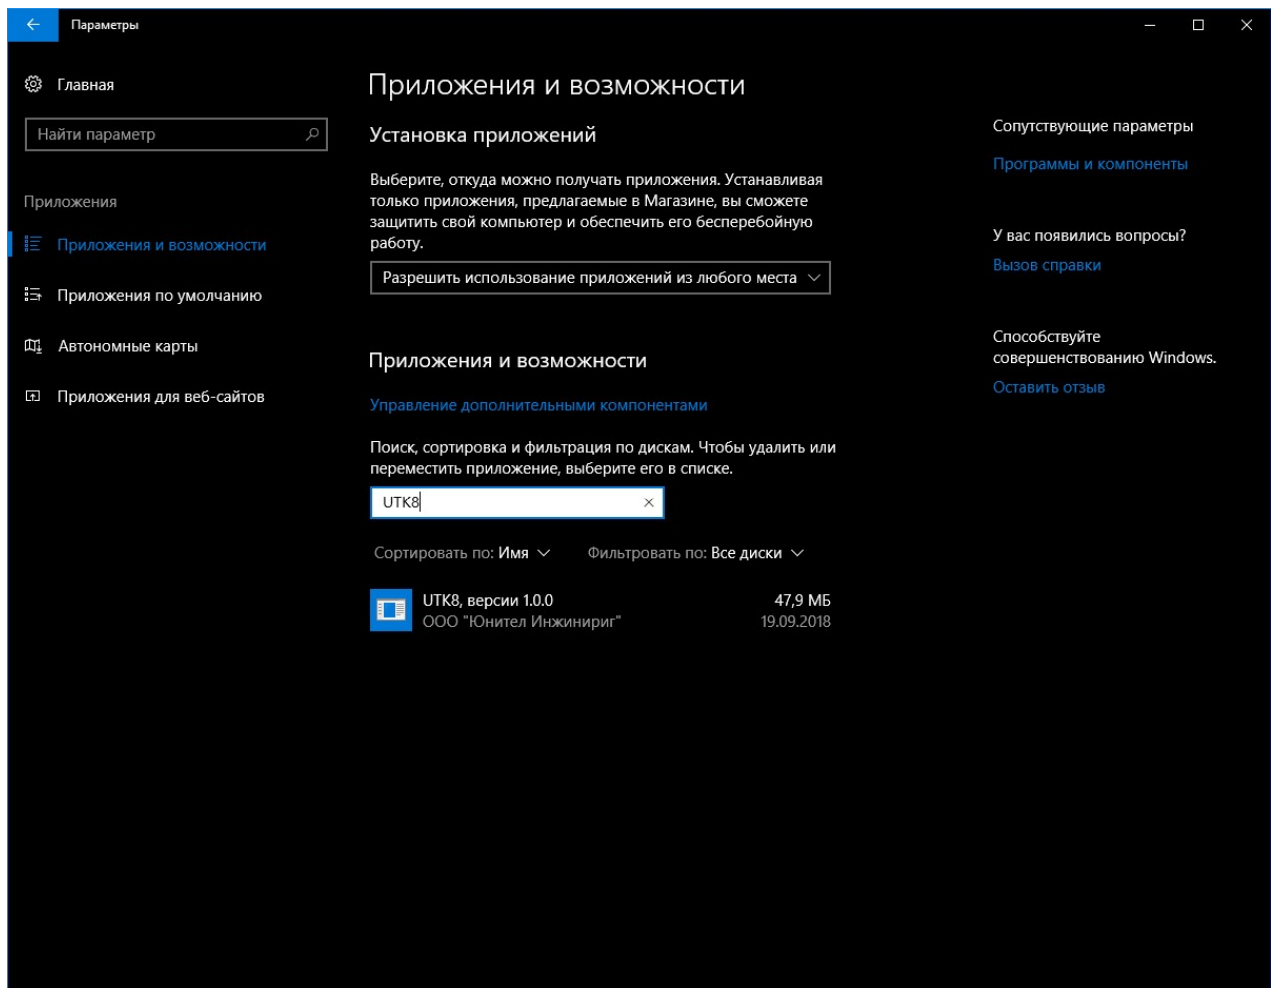 Параметры
Главная
Найти параметр
Приложения
Приложения и возможности
Приложения по умолчанию
Автономные карты
Приложения для веб-сайтов
Приложения и возможности
Установка приложений
Выберите, откуда можно получать приложения. Устанавливая
только приложения, предлагаемые в Магазине, вы сможете
защитить свой компьютер и обеспечить его бесперебойную
работу.
Разрешить использование приложений из любого места
Приложения и возможности
Управление дополнительными компонентами
Поиск, сортировка и фильтрация по дискам. Чтобы удалить или
переместить приложение, выберите его в списке.
UTK8
Сортировать по: Имя Фильтровать по: Все диски
UTK8, версии 1.0.0 47,9 МБ
ООО "Юнител Инжинириг" 19.09.2018
Сопутствующие параметры
Программы и компоненты
У вас появились вопросы?
Вызов справки
Способствуйте
совершенствованию Windows.
Оставить отзыв